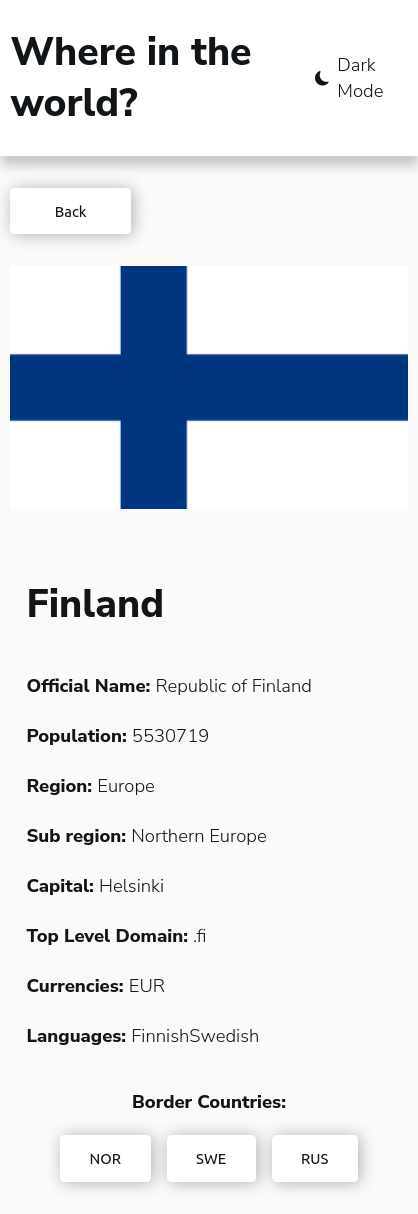 Where in the
world?
Dark
Mode
Back
Finland
Official Name: Republic of Finland
Population: 5530719
Region: Europe
Sub region: Northern Europe
Capital: Helsinki
Top Level Domain: .fi
Currencies: EUR
Languages: FinnishSwedish
Border Countries:
NOR SWE RUS